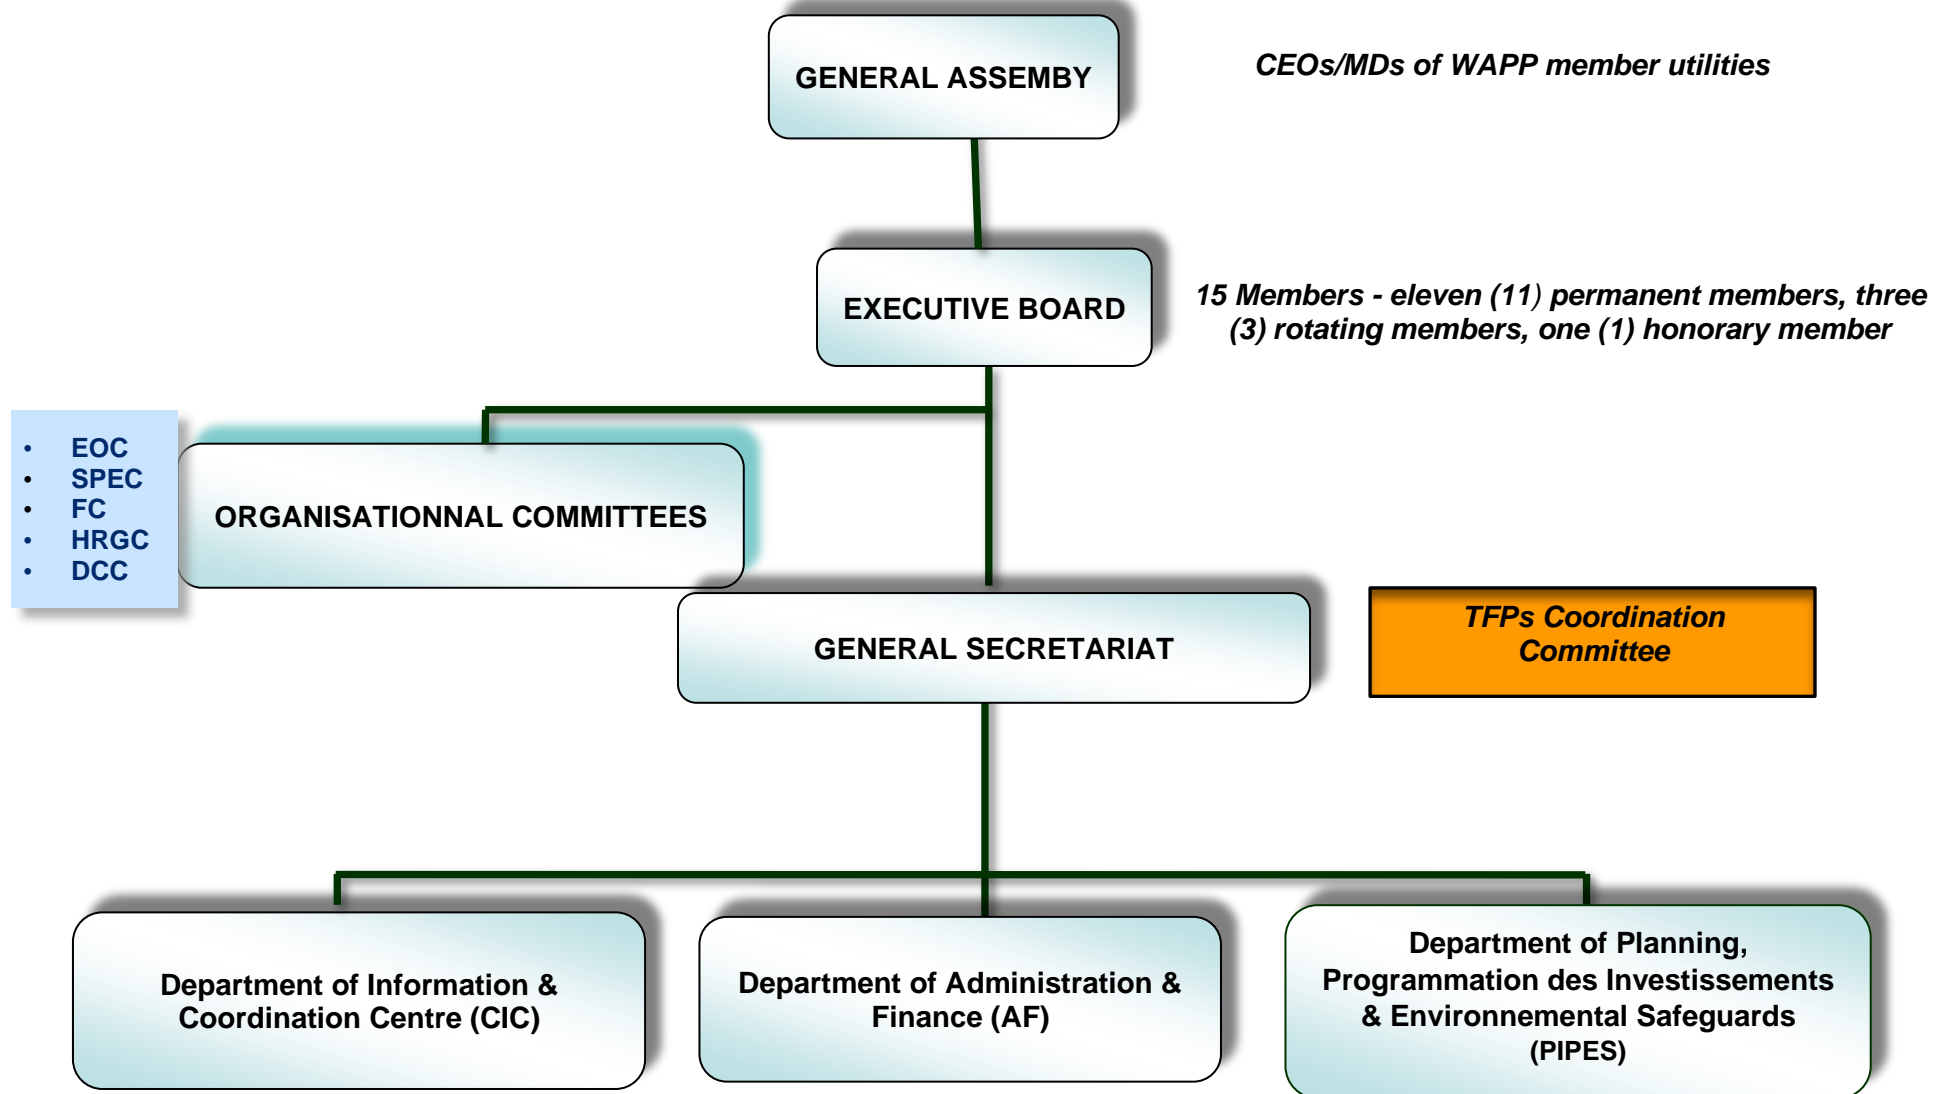 GENERAL ASSEMBY
CEOs/MDs of WAPP member utilities
EXECUTIVE BOARD
15 Members - eleven (11) permanent members, three
(3) rotating members, one (1) honorary member
• EOC
• SPEC
• FC
• HRGC
• DCC
ORGANISATIONNAL COMMITTEES
GENERAL SECRETARIAT
TFPs Coordination
Committee
Department of Information &
Coordination Centre (CIC)
Department of Administration &
Finance (AF)
Department of Planning,
Programmation des Investissements
& Environnemental Safeguards
(PIPES)